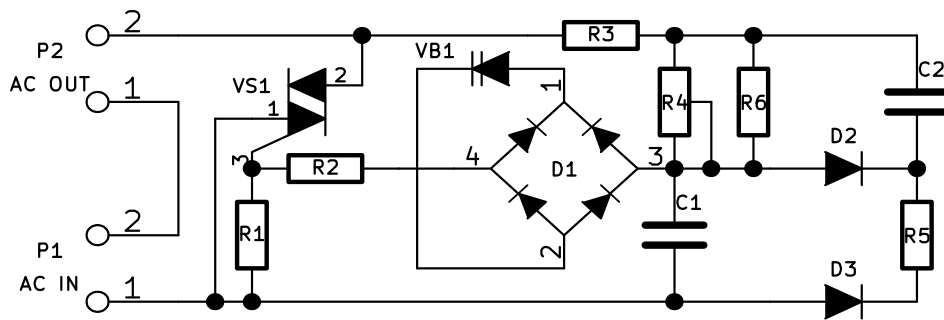 2
P2
AC OUT
1
VS1
2
1
3
R2
R1
2
P1
AC IN
1
VB1
1
4
D1
3
2
R3
R4
R6
C1
C2
D2
R5
D3